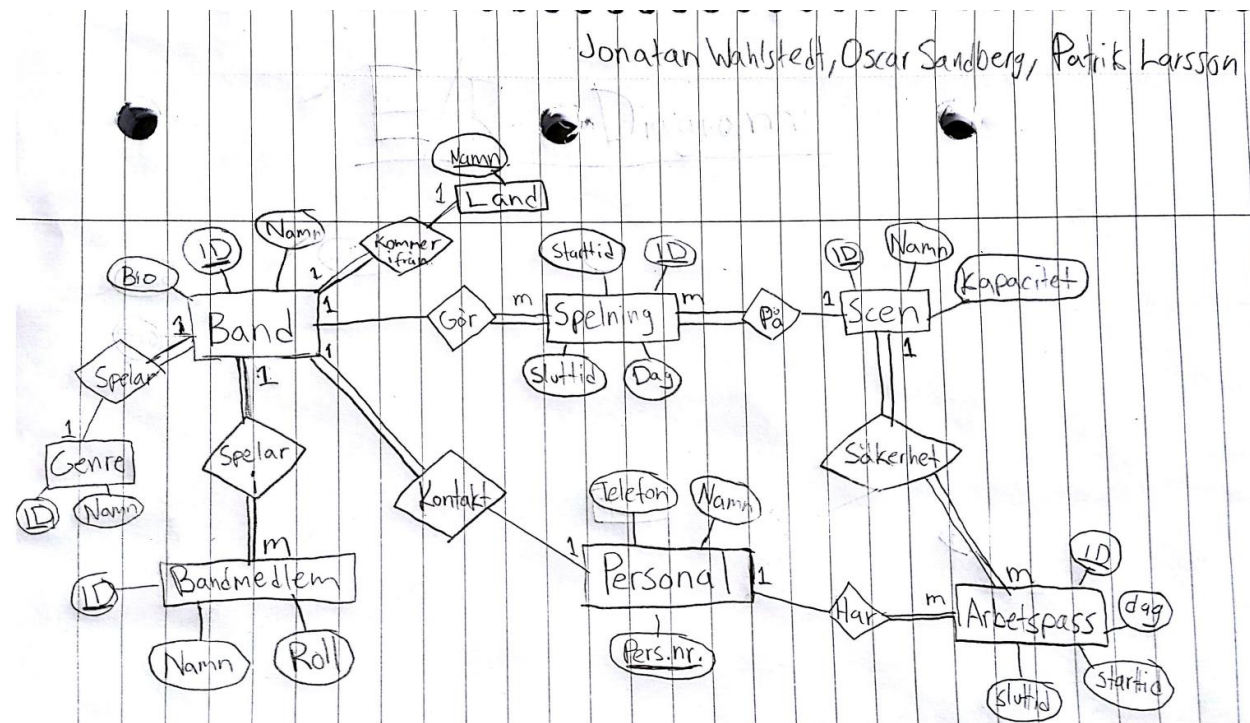 Jonatan Wahlstedt, Oscar Sandberg, Patrik Larsson
Namn
1 Land
Kommer ifrån
1
ID
Namn
Bio
1 Band 1
1
1
Spelar
1
Genre
ID
Namn
Spelar
m
Bandmedlem
ID
Namn
Roll
Gör
m
Starttid
ID
Spelning
m
Sluttid
Dag
På
1
ID
Namn
Kapacitet
Scen
1
Säkerhet
m
Kontakt
1
Telefon
Namn
Personal
1
Pers.nr.
Har
m
ID
Arbetspass
dag
starttid
sluttid